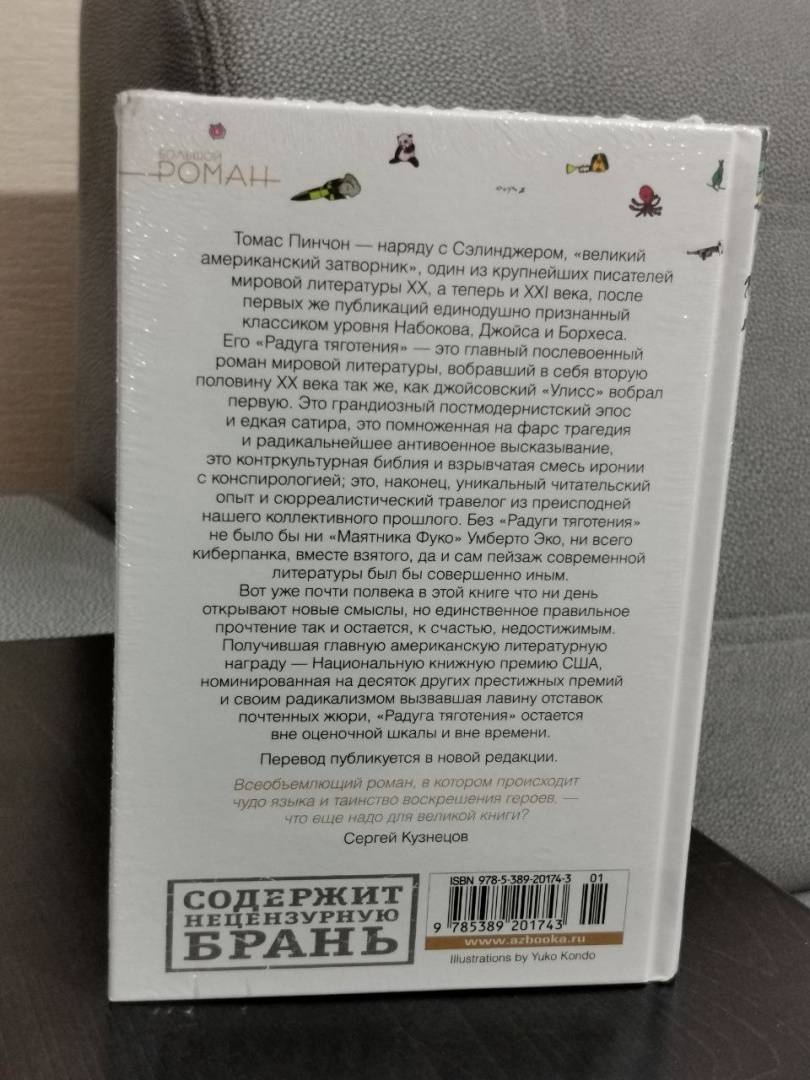 БОЛЬШОЙ
РОМАН
Томас Пинчон — наряду с Сэлинджером, «великий
американский затворник», один из крупнейших писателей
мировой литературы XX, а теперь и XXI века, после
первых же публикаций единодушно признанный
классиком уровня Набокова, Джойса и Борхеса.
Его «Радуга тяготения» — это главный послевоенный
роман мировой литературы, вобравший в себя вторую
половину XX века так же, как джойсовский «Улисс» вобрал
первую. Это грандиозный постмодернистский эпос
и едкая сатира, это помноженная на фарс трагедия
и радикальнейшее антивоенное высказывание,
это контркультурная библия и взрывчатая смесь иронии
с конспирологией; это, наконец, уникальный читательский
опыт и сюрреалистический травелог из преисподней
нашего коллективного прошлого. Без «Радуги тяготения»
не было бы ни «Маятника Фуко» Умберто Эко, ни всего
киберпанка, вместе взятого, да и сам пейзаж современной
литературы был бы совершенно иным.
Вот уже почти полвека в этой книге что ни день
открывают новые смыслы, но единственное правильное
прочтение так и остается, к счастью, недостижимым.
Получившая главную американскую литературную
награду — Национальную книжную премию США,
номинированная на десяток других престижных премий
и своим радикализмом вызвавшая лавину отставок
почтенных жюри, «Радуга тяготения» остается
вне оценочной шкалы и вне времени.
Перевод публикуется в новой редакции.
Всеобъемлющий роман, в котором происходит
чудо языка и таинство воскрешения героев, —
что еще надо для великой книги?
Сергей Кузнецов
СОДЕРЖИТ
НЕЦЕНЗУРНУЮ
БРАНЬ
ISBN 978-5-389-20174-3 01
9 785389 201743
www.azbooka.ru
Illustrations by Yuko Kondo